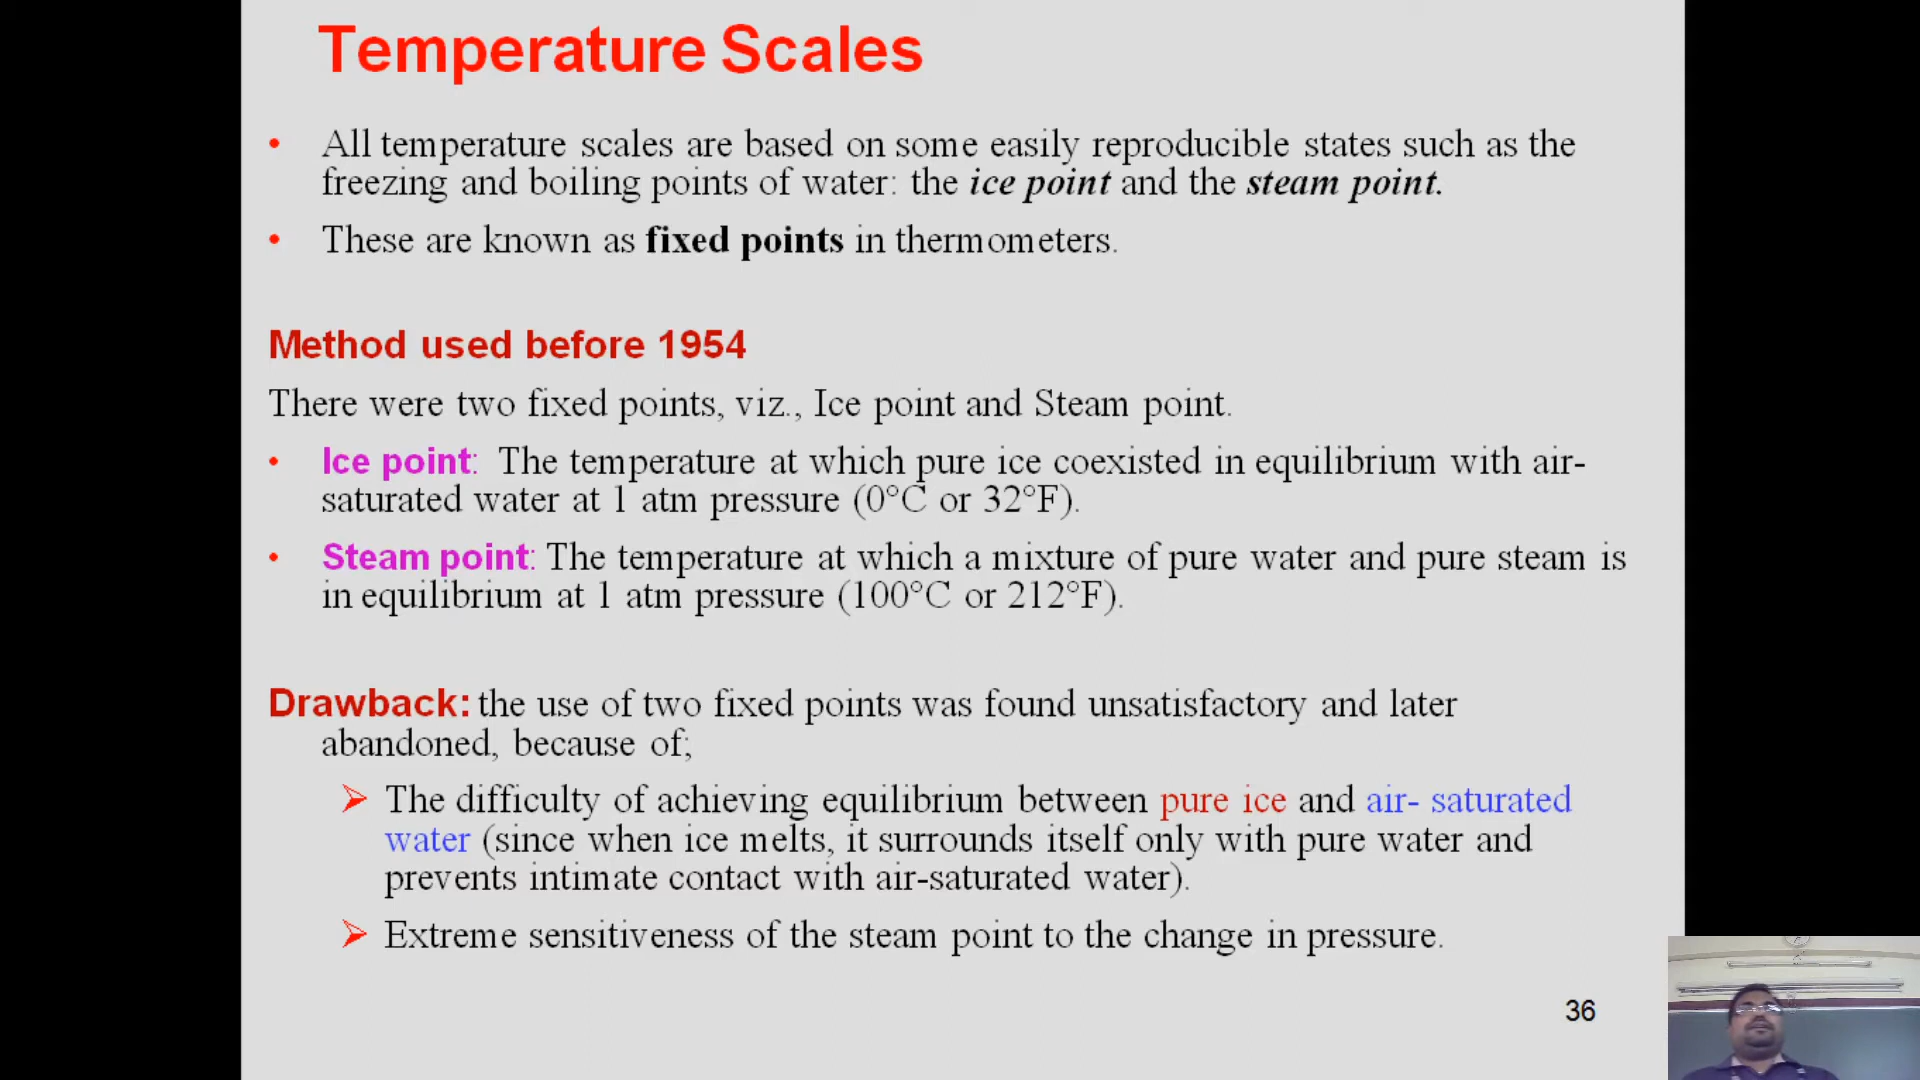 Temperature Scales
• All temperature scales are based on some easily reproducible states such as the
freezing and boiling points of water: the ice point and the steam point.
• These are known as fixed points in thermometers.
Method used before 1954
There were two fixed points, viz., Ice point and Steam point.
• Ice point: The temperature at which pure ice coexisted in equilibrium with air-
saturated water at 1 atm pressure (0°C or 32°F).
• Steam point: The temperature at which a mixture of pure water and pure steam is
in equilibrium at 1 atm pressure (100°C or 212°F).
Drawback: the use of two fixed points was found unsatisfactory and later
abandoned, because of;
➢ The difficulty of achieving equilibrium between pure ice and air- saturated
water (since when ice melts, it surrounds itself only with pure water and
prevents intimate contact with air-saturated water).
➢ Extreme sensitiveness of the steam point to the change in pressure.
36